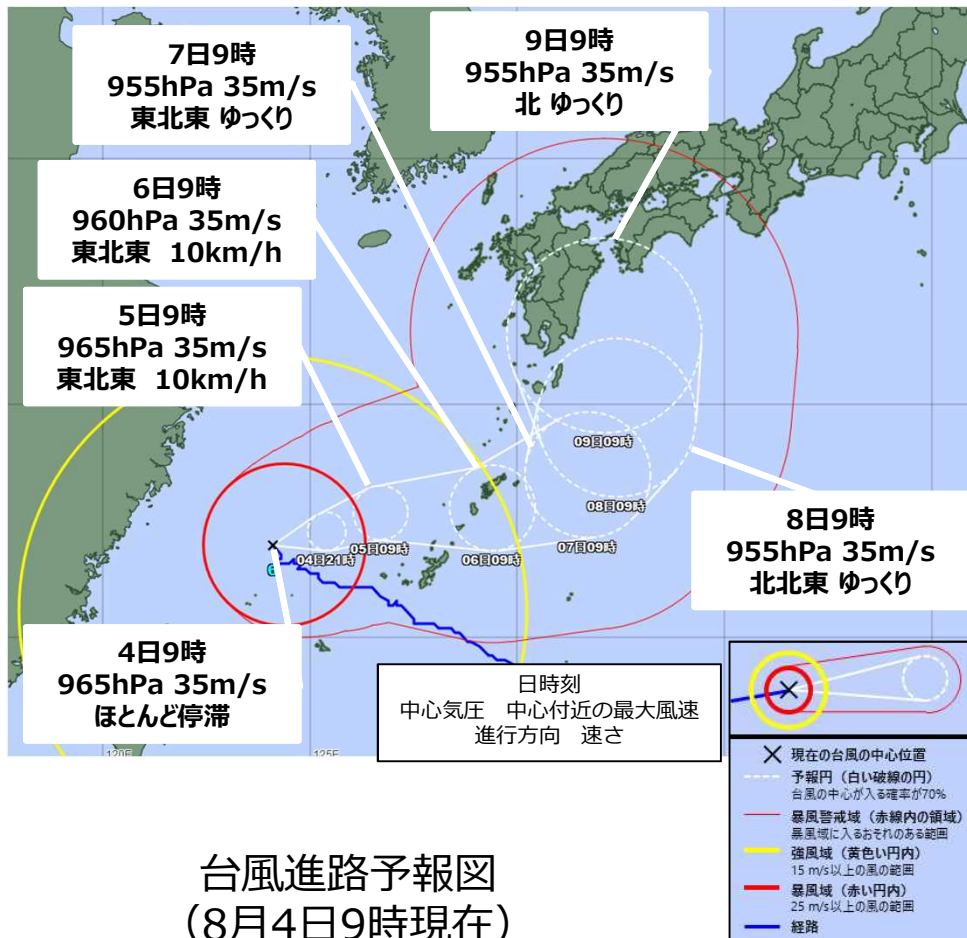 7日9時
955hPa 35m/s
東北東 ゆっくり
9日9時
955hPa 35m/s
北 ゆっくり
6日9時
960hPa 35m/s
東北東 10km/h
5日9時
965hPa 35m/s
東北東 10km/h
09日09時
08日09時
04日21時
05日09時
06日09時
07日09時
6
8日9時
955hPa 35m/s
北北東 ゆっくり
4日9時
965hPa 35m/s
ほとんど停滞
日時刻
中心気圧 中心付近の最大風速
進行方向 速さ
120E
125E
現在の台風の中心位置
予報円（白い破線の円）
台風の中心が入る確率が70%
暴風警戒域（赤線内の領域）
暴風域に入るおそれのある範囲
強風域（黄色い円内）
15 m/s以上の風の範囲
暴風域（赤い円内）
25 m/s以上の風の範囲
経路
台風進路予報図
（8月4日9時現在）